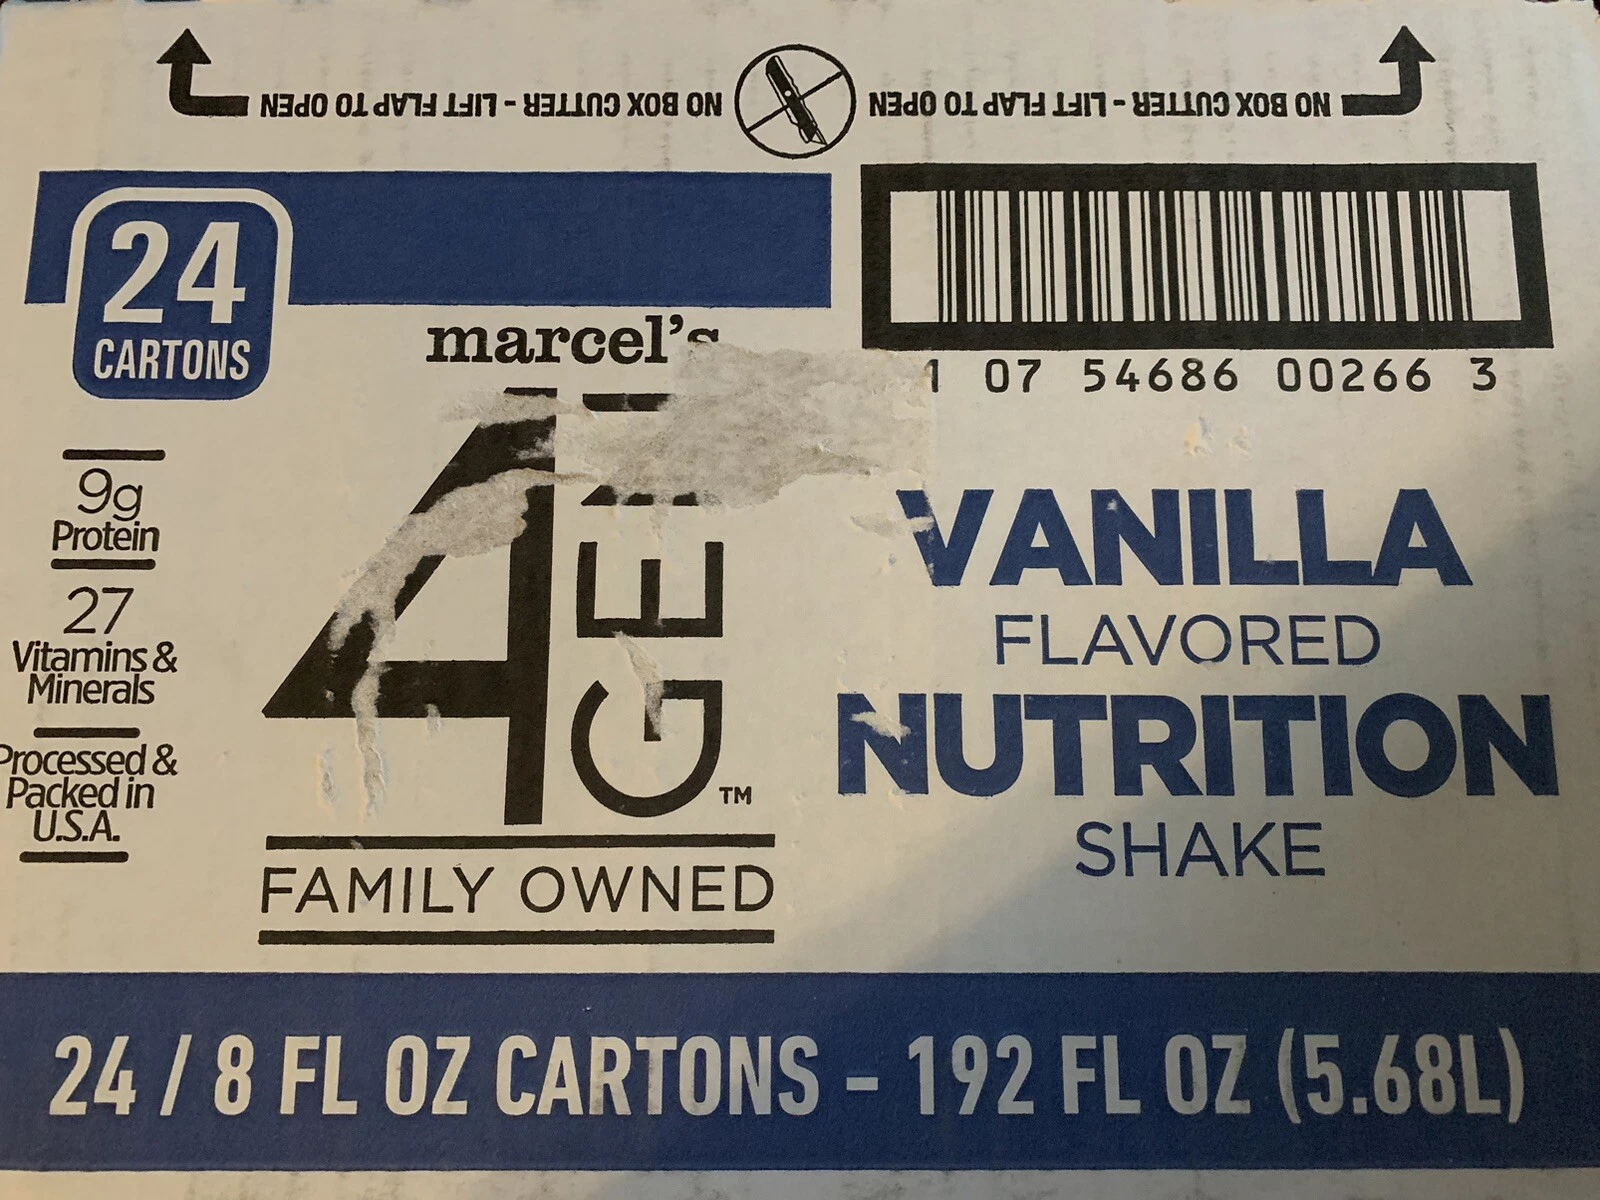 NO BOX CUTTER - LIFT FLAP TO OPEN
NO BOX CUTTER - LIFT FLAP TO OPEN
24
CARTONS
1 07 54686 00266 3
marcel's
4
9g
Protein
27
Vitamins &
Minerals
Processed &
Packed in
U.S.A.
TM
FAMILY OWNED
VANILLA
FLAVORED
NUTRITION
SHAKE
24 / 8 FL OZ CARTONS – 192 FL OZ (5.68L)